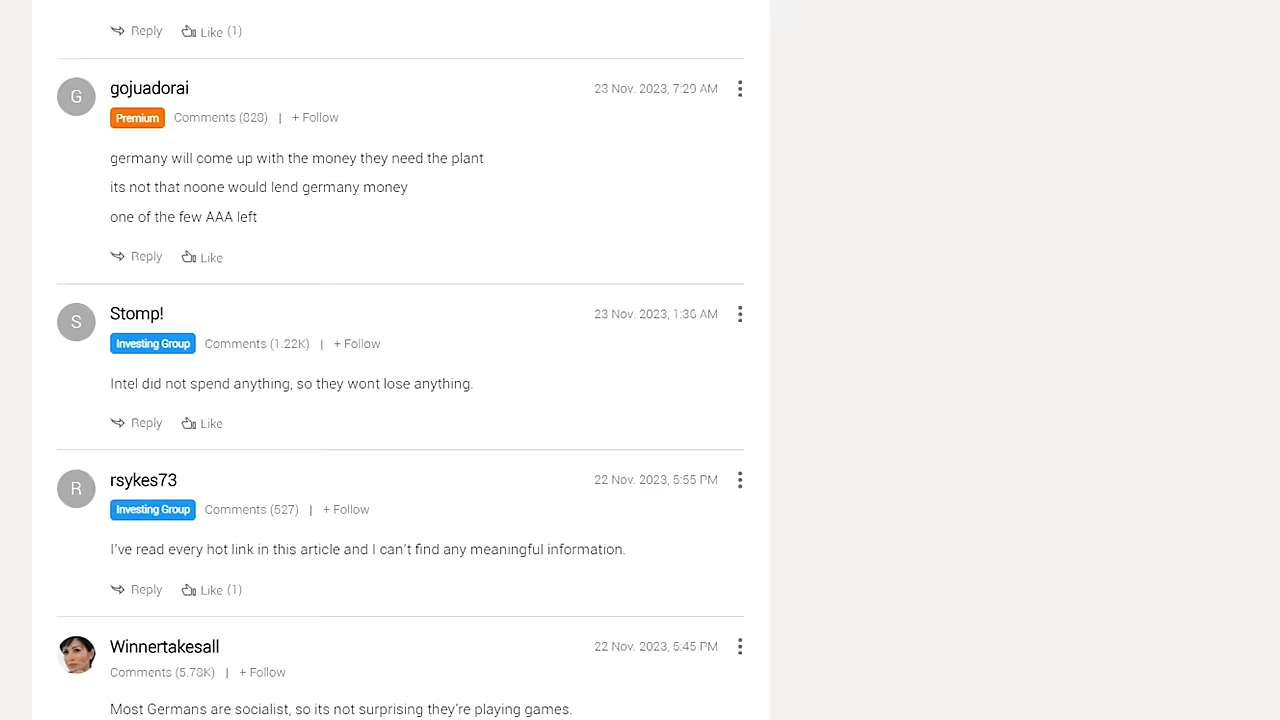 Reply Like (1)
G gojuadorai 23 Nov. 2023, 7:29 AM
Premium Comments (828) | + Follow
germany will come up with the money they need the plant
its not that noone would lend germany money
one of the few AAA left
Reply Like
S Stomp! 23 Nov. 2023, 1:36 AM
Investing Group Comments (1.22K) | + Follow
Intel did not spend anything, so they wont lose anything.
Reply Like
R rsykes73 22 Nov. 2023, 5:55 PM
Investing Group Comments (527) | + Follow
I've read every hot link in this article and I can't find any meaningful information.
Reply Like (1)
Winnertakesall 22 Nov. 2023, 5:45 PM
Comments (5.78K) | + Follow
Most Germans are socialist, so its not surprising they're playing games.